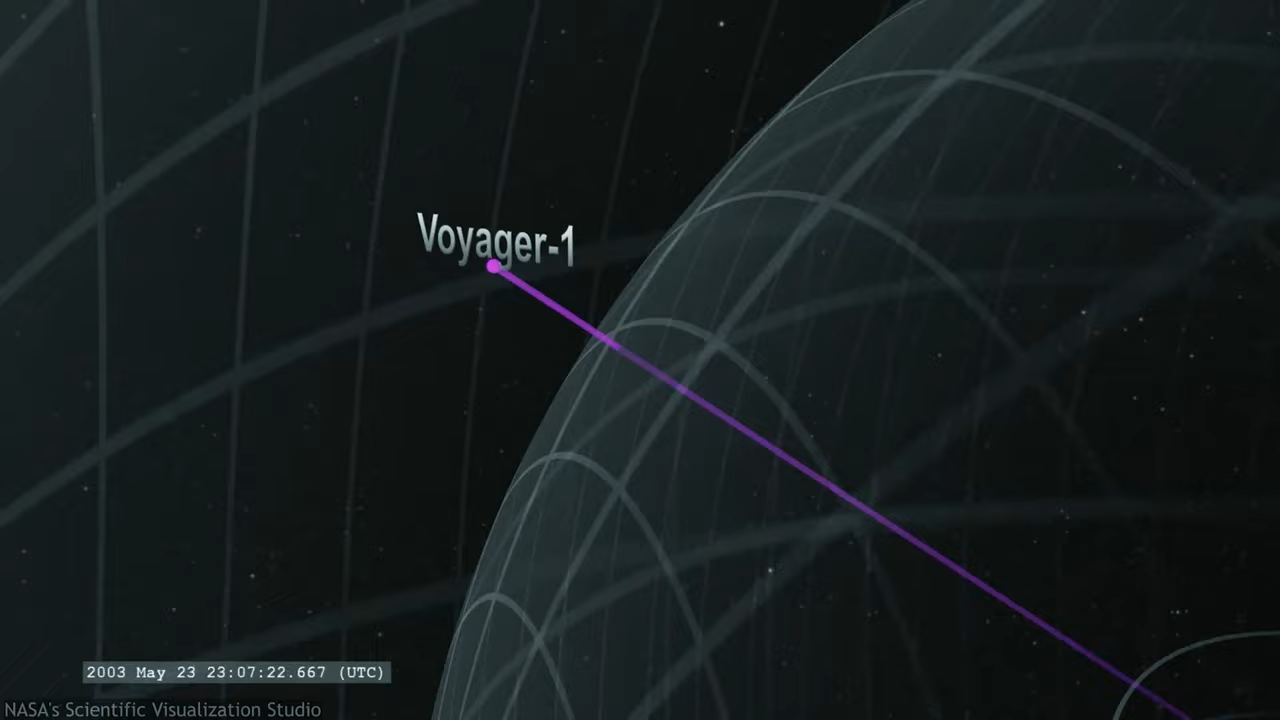 Voyager-1
2003 May 23 23:07:22.667 (UTC)
NASA's Scientific Visualization Studio